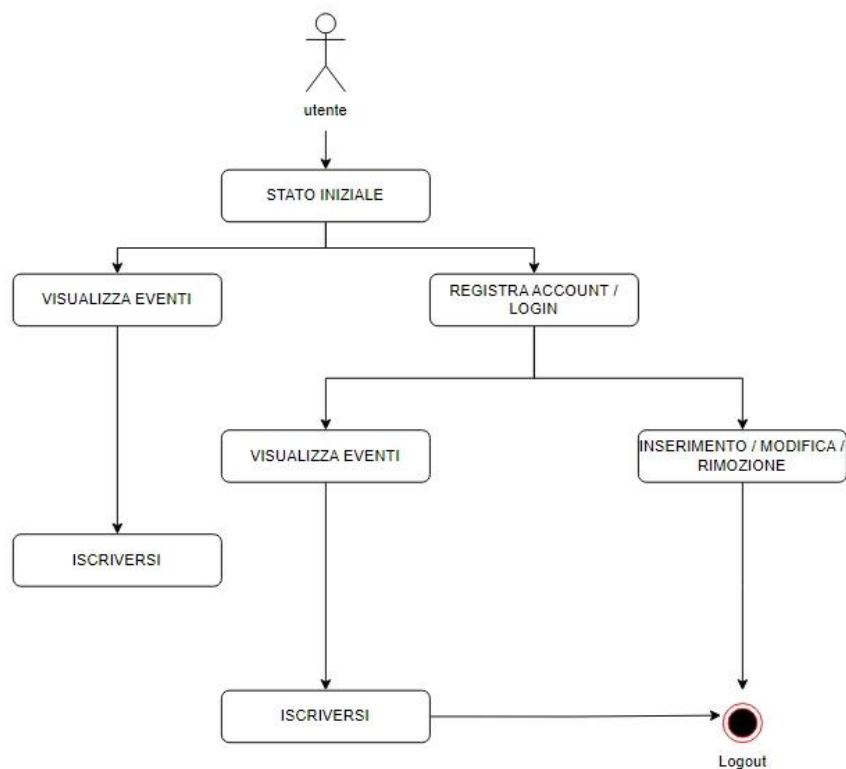 utente
STATO INIZIALE
VISUALIZZA EVENTI
REGISTRA ACCOUNT /
LOGIN
VISUALIZZA EVENTI
INSERIMENTO / MODIFICA /
RIMOZIONE
ISCRIVERSI
ISCRIVERSI
Logout